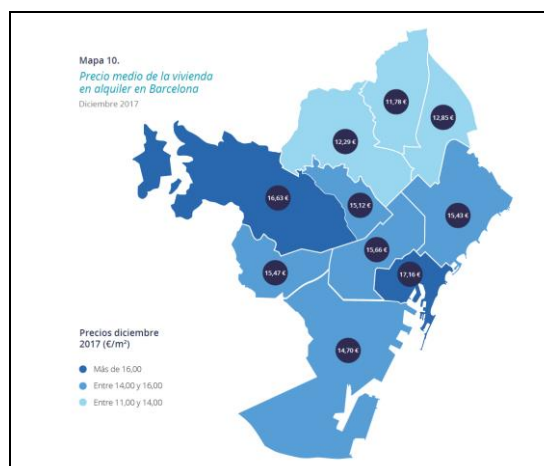 Mapa 10.
Precio medio de la vivienda
en alquiler en Barcelona
Diciembre 2017
11,78 €
12,85 €
12,29 €
16,63 €
15,12 €
15,43 €
15,66 €
15,47 €
17,16 €
14,70 €
Precios diciembre
2017 (€/m²)
Más de 16,00
Entre 14,00 y 16,00
Entre 11,00 y 14,00